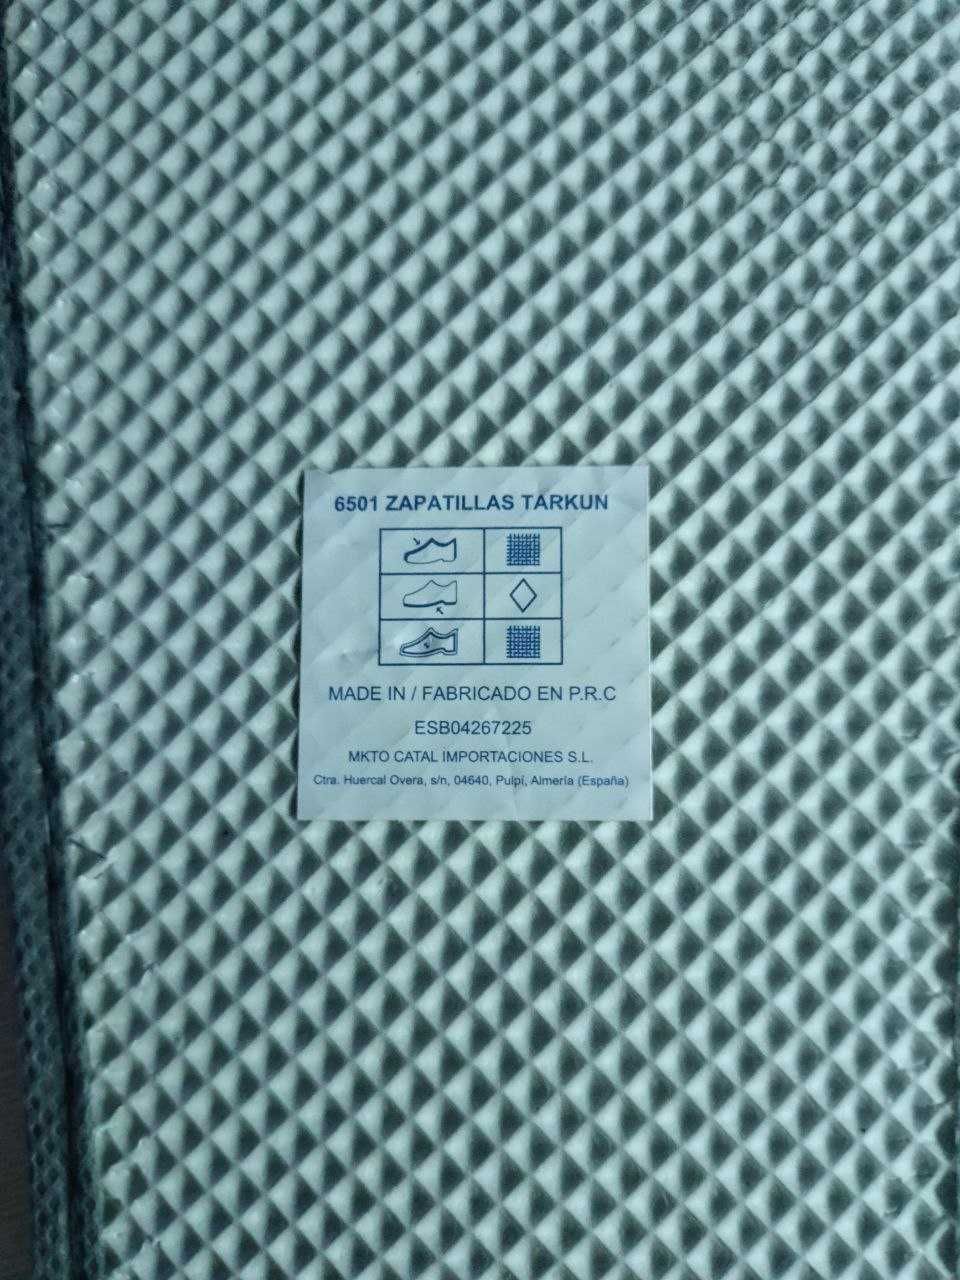 6501 ZAPATILLAS TARKUN
MADE IN / FABRICADO EN P.R.C
ESB04267225
MKTO CATAL IMPORTACIONES S.L.
Ctra. Huercal Overa, s/n, 04640, Pulpí, Almería (España)